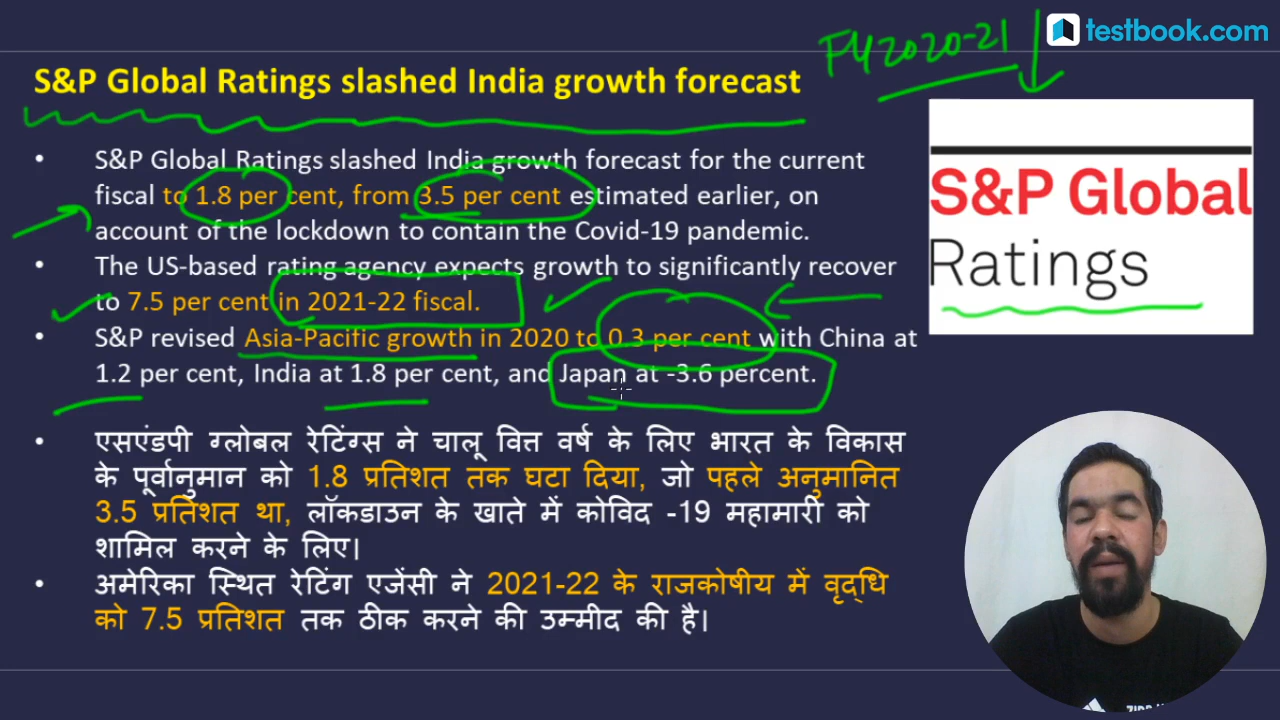 FY2020-21
testbook.com
S&P Global Ratings slashed India growth forecast
• S&P Global Ratings slashed India growth forecast for the current
fiscal to 1.8 per cent, from 3.5 per cent estimated earlier, on
account of the lockdown to contain the Covid-19 pandemic.
• The US-based rating agency expects growth to significantly recover
to 7.5 per cent in 2021-22 fiscal.
• S&P revised Asia-Pacific growth in 2020 to 0.3 per cent with China at
1.2 per cent, India at 1.8 per cent, and Japan at -3.6 percent.
S&P Global
Ratings
• एसएंडपी ग्लोबल रेटिंग्स ने चालू वित्त वर्ष के लिए भारत के विकास
के पूर्वानुमान को 1.8 प्रतिशत तक घटा दिया, जो पहले अनुमानित
3.5 प्रतिशत था, लॉकडाउन के खाते में कोविद -19 महामारी को
शामिल करने के लिए।
• अमेरिका स्थित रेटिंग एजेंसी ने 2021-22 के राजकोषीय में वृद्धि
को 7.5 प्रतिशत तक ठीक करने की उम्मीद की है।